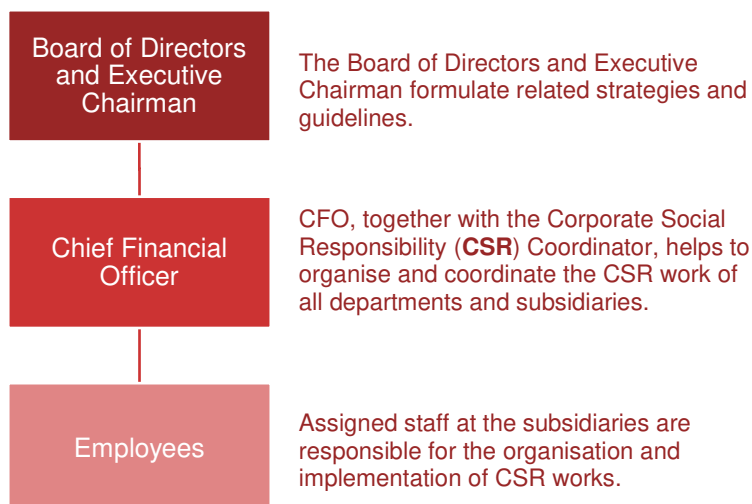 Board of Directors
and Executive
Chairman
The Board of Directors and Executive
Chairman formulate related strategies and
guidelines.
Chief Financial
Officer
CFO, together with the Corporate Social
Responsibility (CSR) Coordinator, helps to
organise and coordinate the CSR work of
all departments and subsidiaries.
Employees
Assigned staff at the subsidiaries are
responsible for the organisation and
implementation of CSR works.